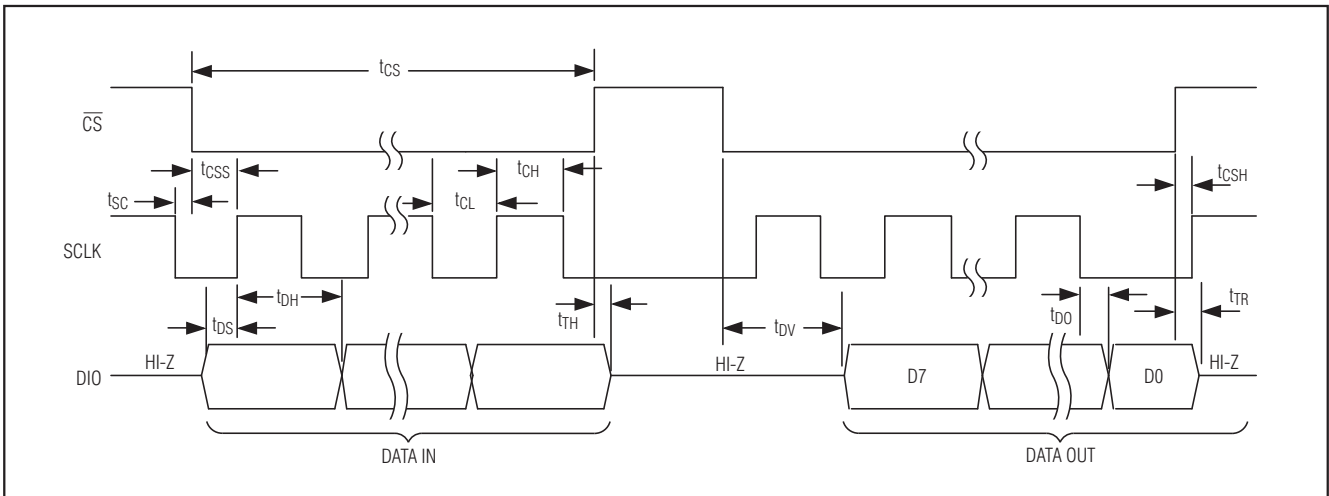 tCS
CS
tCSS
tCH
tCSH
tSC
tCL
SCLK
tDH
tTR
tDS
tTH
tDV
tDO
HI-Z
HI-Z
D7
D0
HI-Z
DIO
DATA IN
DATA OUT